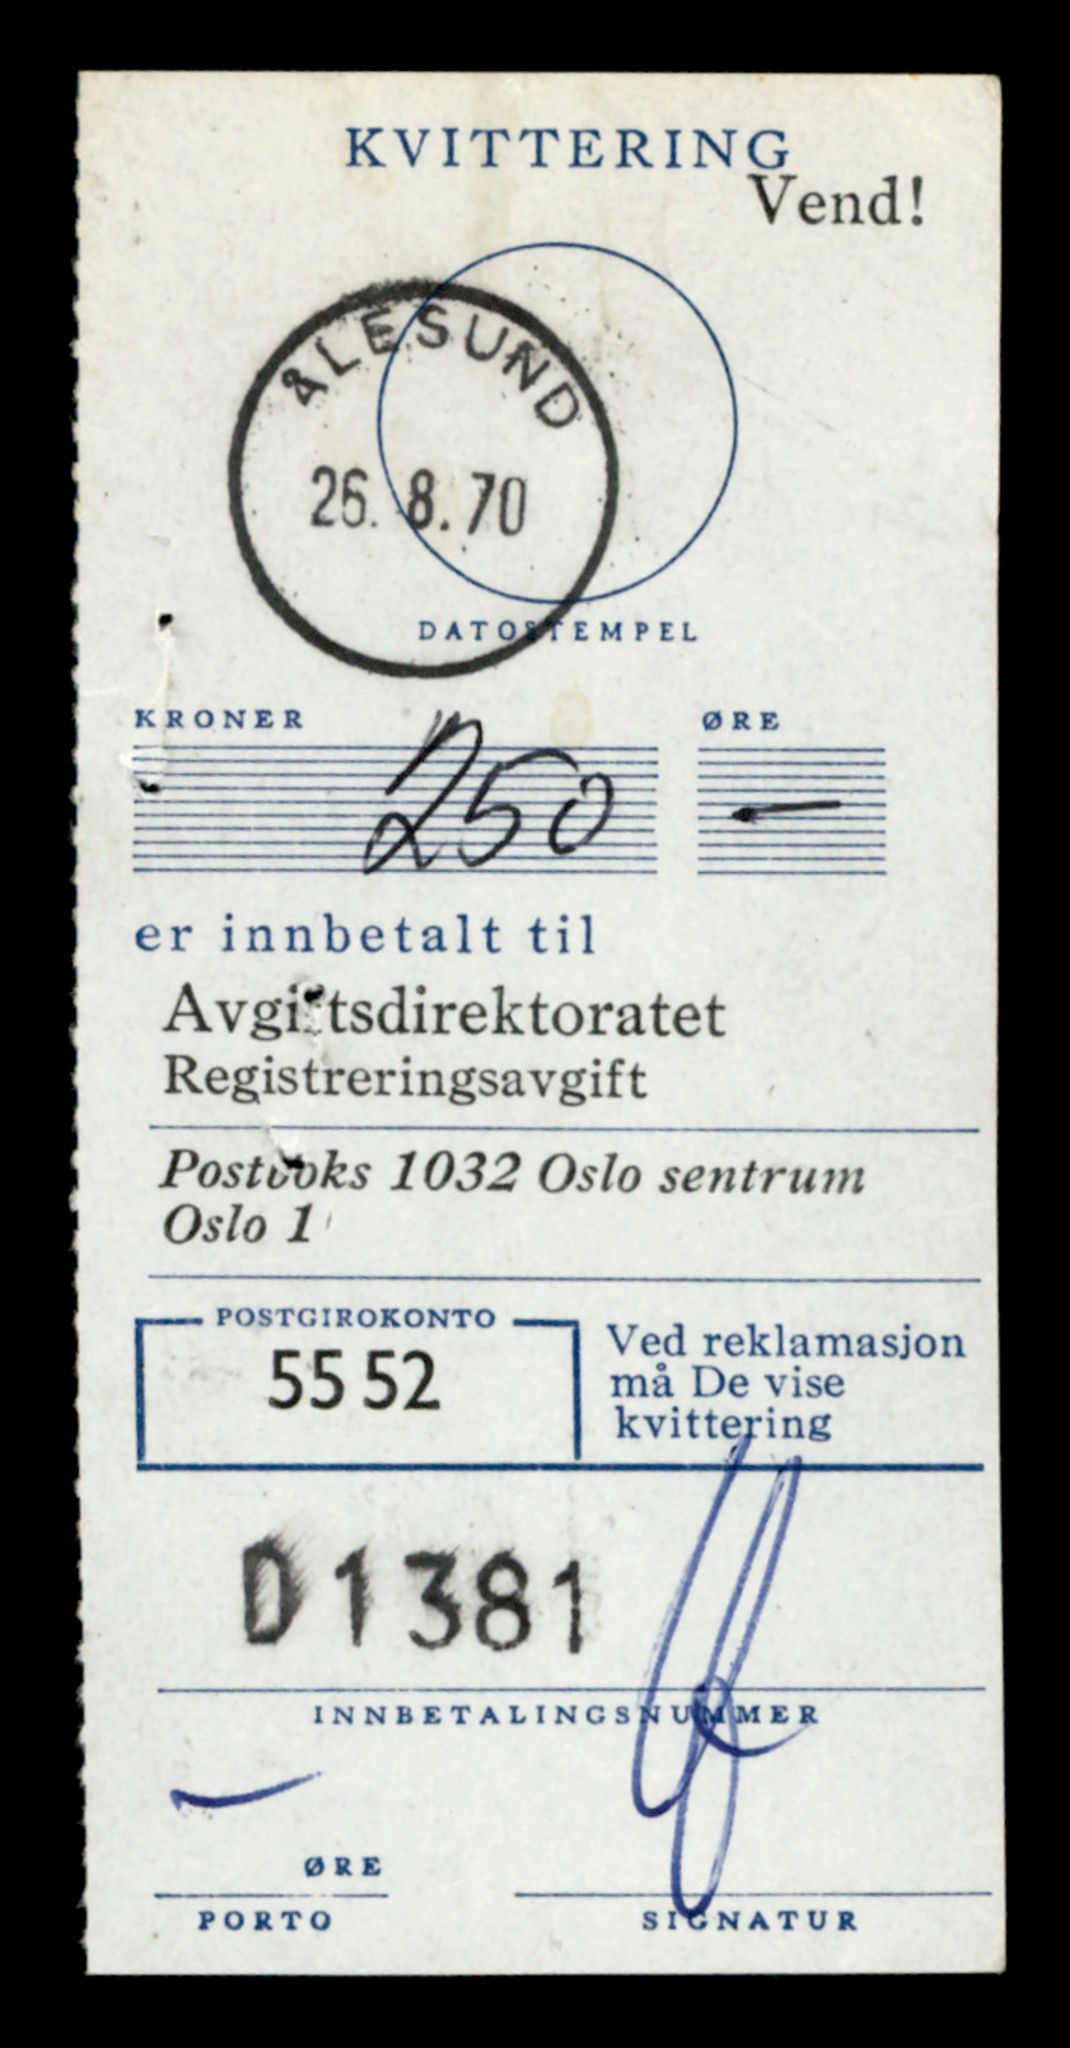 KVITTERING
Vend!
ÅLESUND
26. 8. 70
DATOSTEMPEL
KRONER ØRE
250 —
er innbetalt til
Avgiftsdirektoratet
Registreringsavgift
Postboks 1032 Oslo sentrum
Oslo 1
POSTGIROKONTO
55 52
Ved reklamasjon
må De vise
kvittering
D1381
INNBETALINGSNUMMER
—
ØRE
PORTO
SIGNATUR